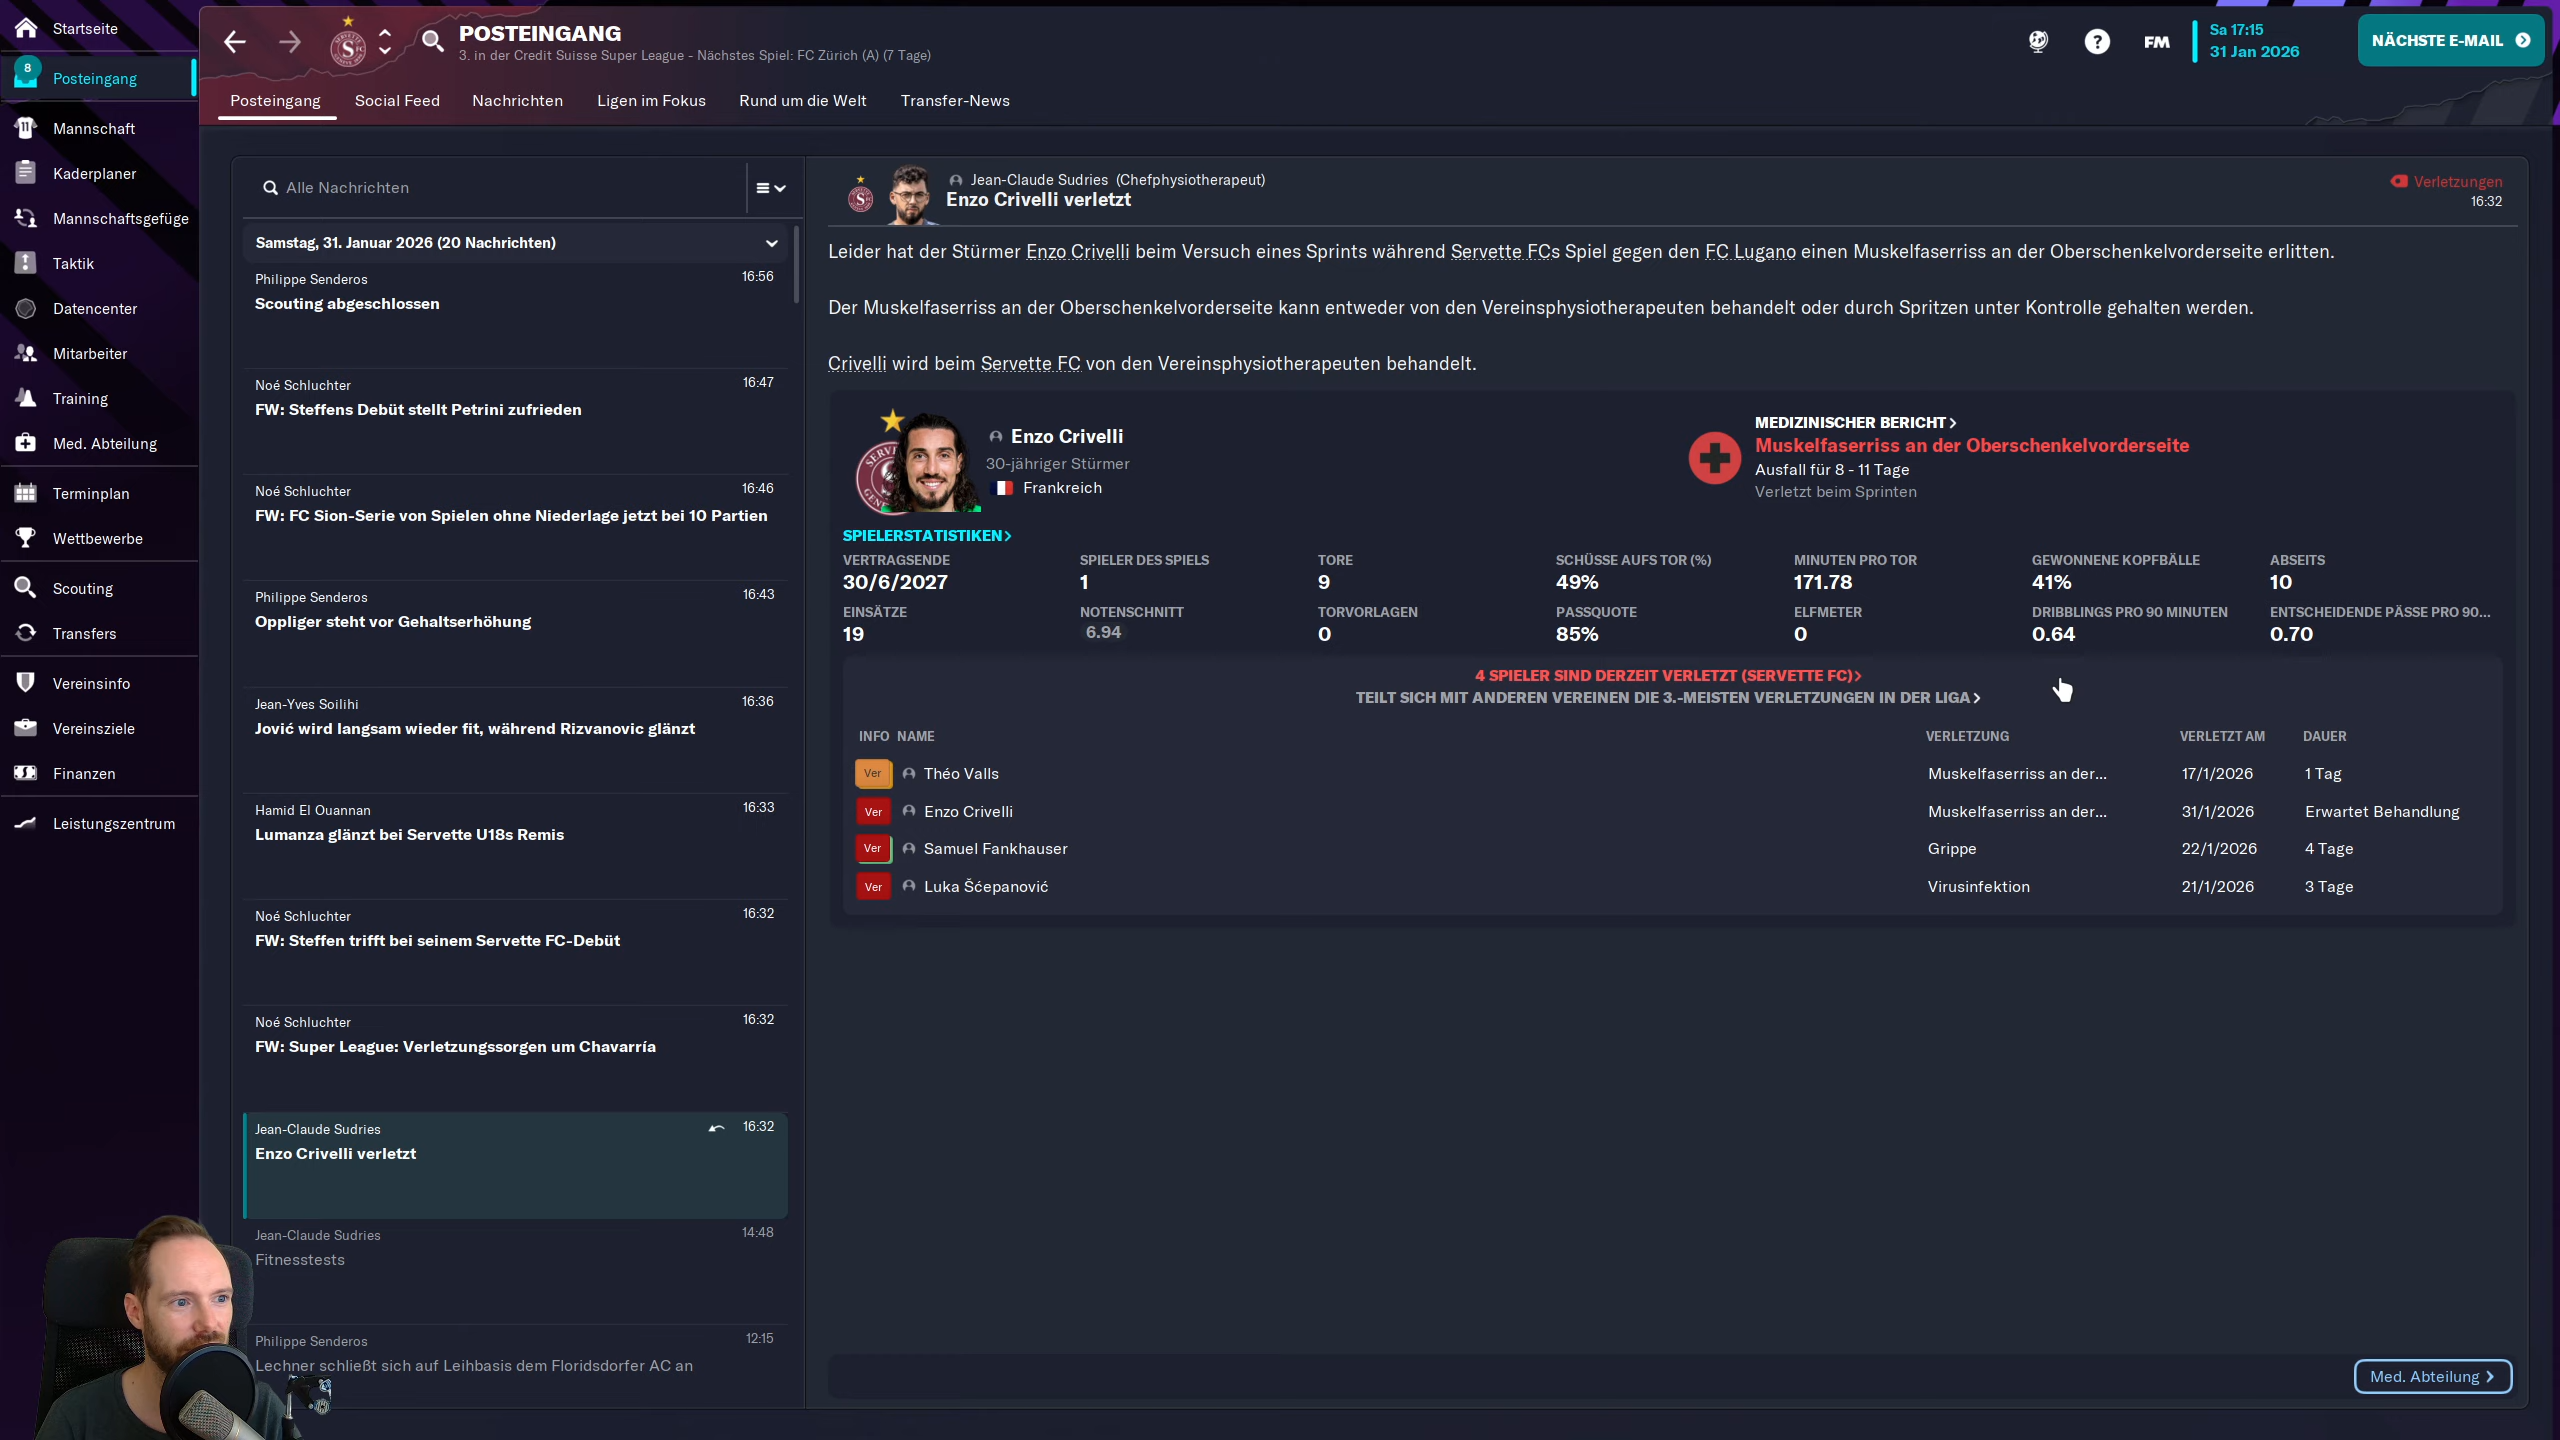 Startseite
8
Posteingang
Mannschaft
Kaderplaner
Mannschaftsgefüge
Taktik
Datencenter
Mitarbeiter
Training
Med. Abteilung
Terminplan
Wettbewerbe
Scouting
Transfers
Vereinsinfo
Vereinsziele
Finanzen
Leistungszentrum
POSTEINGANG
3. in der Credit Suisse Super League - Nächstes Spiel: FC Zürich (A) (7 Tage)
FM
Sa 17:15
31 Jan 2026
NÄCHSTE E-MAIL
Posteingang Social Feed Nachrichten Ligen im Fokus Rund um die Welt Transfer-News
Alle Nachrichten
Samstag, 31. Januar 2026 (20 Nachrichten)
Philippe Senderos 16:56
Scouting abgeschlossen
Noé Schluchter 16:47
FW: Steffens Debüt stellt Petrini zufrieden
Noé Schluchter 16:46
FW: FC Sion-Serie von Spielen ohne Niederlage jetzt bei 10 Partien
Philippe Senderos 16:43
Oppliger steht vor Gehaltserhöhung
Jean-Yves Soilihi 16:36
Jović wird langsam wieder fit, während Rizvanovic glänzt
Hamid El Ouannan 16:33
Lumanza glänzt bei Servette U18s Remis
Noé Schluchter 16:32
FW: Steffen trifft bei seinem Servette FC-Debüt
Noé Schluchter 16:32
FW: Super League: Verletzungssorgen um Chavarría
Jean-Claude Sudries 16:32
Enzo Crivelli verletzt
Jean-Claude Sudries 14:48
Fitnesstests
Philippe Senderos 12:15
Lechner schließt sich auf Leihbasis dem Floridsdorfer AC an
Jean-Claude Sudries (Chefphysiotherapeut)
Enzo Crivelli verletzt
Verletzungen
16:32
Leider hat der Stürmer Enzo Crivelli beim Versuch eines Sprints während Servette FCs Spiel gegen den FC Lugano einen Muskelfaserriss an der Oberschenkelvorderseite erlitten.
Der Muskelfaserriss an der Oberschenkelvorderseite kann entweder von den Vereinsphysiotherapeuten behandelt oder durch Spritzen unter Kontrolle gehalten werden.
Crivelli wird beim Servette FC von den Vereinsphysiotherapeuten behandelt.
Enzo Crivelli
30-jähriger Stürmer
Frankreich
MEDIZINISCHER BERICHT
Muskelfaserriss an der Oberschenkelvorderseite
Ausfall für 8 - 11 Tage
Verletzt beim Sprinten
SPIELERSTATISTIKEN
VERTRAGSENDE SPIELER DES SPIELS TORE SCHÜSSE AUFS TOR (%) MINUTEN PRO TOR GEWONNENE KOPFBÄLLE ABSEITS
30/6/2027 1 9 49% 171.78 41% 10
EINSÄTZE NOTENSCHNITT TORVORLAGEN PASSQUOTE ELFMETER DRIBBLINGS PRO 90 MINUTEN ENTSCHEIDENDE PÄSSE PRO 90...
19 6.94 0 85% 0 0.64 0.70
4 SPIELER SIND DERZEIT VERLETZT (SERVETTE FC)
TEILT SICH MIT ANDEREN VEREINEN DIE 3.-MEISTEN VERLETZUNGEN IN DER LIGA
INFO NAME VERLETZUNG VERLETZT AM DAUER
Ver Théo Valls Muskelfaserriss an der... 17/1/2026 1 Tag
Ver Enzo Crivelli Muskelfaserriss an der... 31/1/2026 Erwartet Behandlung
Ver Samuel Fankhauser Grippe 22/1/2026 4 Tage
Ver Luka Šćepanović Virusinfektion 21/1/2026 3 Tage
Med. Abteilung